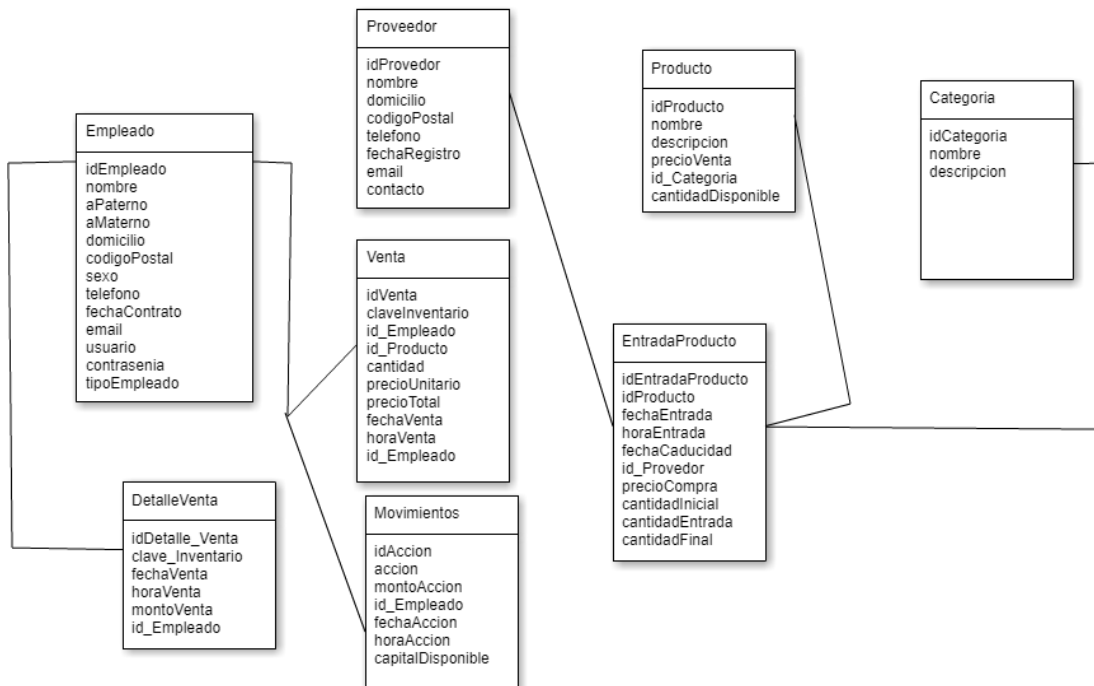 Proveedor
idProvedor
nombre
domicilio
codigoPostal
telefono
fechaRegistro
email
contacto
Producto
idProducto
nombre
descripcion
precioVenta
id_Categoria
cantidadDisponible
Categoria
idCategoria
nombre
descripcion
Empleado
idEmpleado
nombre
aPaterno
aMaterno
domicilio
codigoPostal
sexo
telefono
fechaContrato
email
usuario
contrasenia
tipoEmpleado
Venta
idVenta
claveInventario
id_Empleado
id_Producto
cantidad
precioUnitario
precioTotal
fechaVenta
horaVenta
id_Empleado
EntradaProducto
idEntradaProducto
idProducto
fechaEntrada
horaEntrada
fechaCaducidad
id_Provedor
precioCompra
cantidadInicial
cantidadEntrada
cantidadFinal
DetalleVenta
idDetalle_Venta
clave_Inventario
fechaVenta
horaVenta
montoVenta
id_Empleado
Movimientos
idAccion
accion
montoAccion
id_Empleado
fechaAccion
horaAccion
capitalDisponible